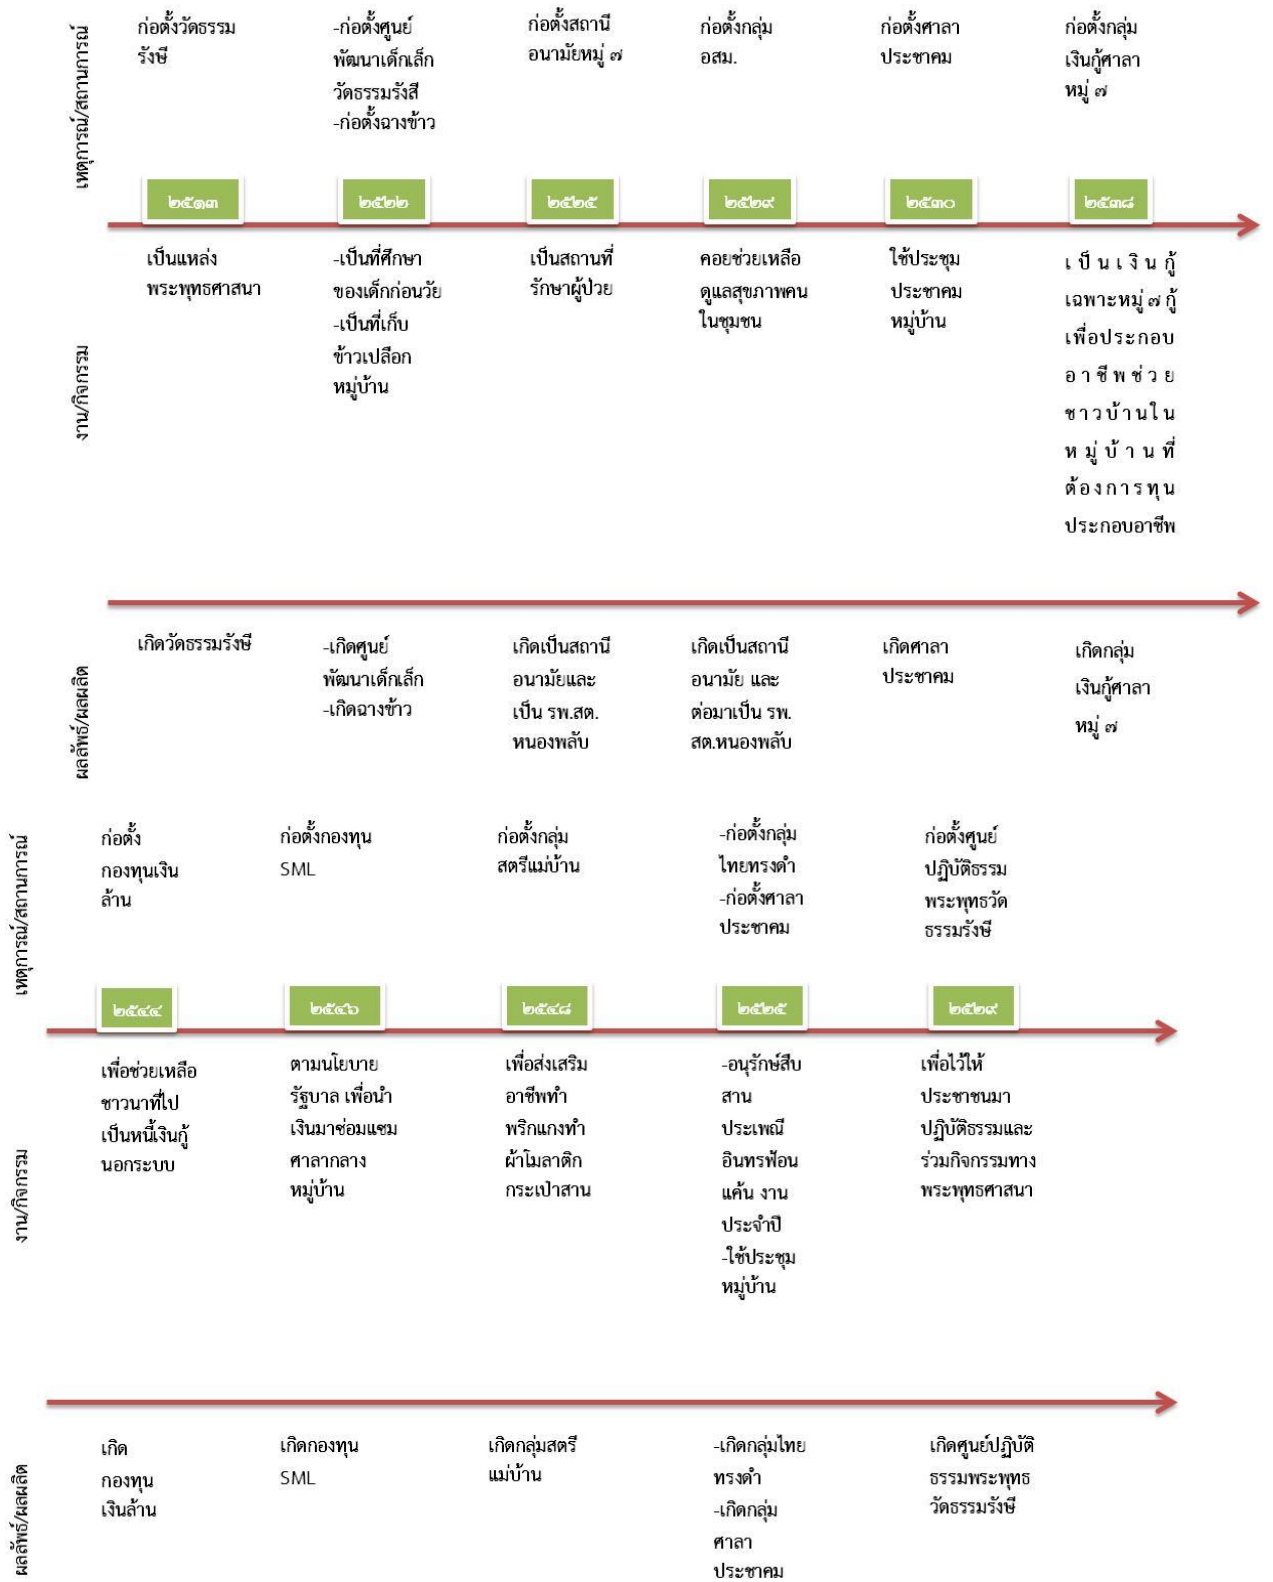 เหตุการณ์/สถานการณ์
ก่อตั้งวัดธรรม
รังษี
-ก่อตั้งศูนย์
พัฒนาเด็กเล็ก
วัดธรรมรังสี
-ก่อตั้งฉางข้าว
ก่อตั้งสถานี
อนามัยหมู่ ๗
ก่อตั้งกลุ่ม
อสม.
ก่อตั้งศาลา
ประชาคม
ก่อตั้งกลุ่ม
เงินกู้ศาลา
หมู่ ๗
๒๕๑๓
๒๕๒๒
๒๕๒๕
๒๕๒๙
๒๕๓๐
๒๕๓๘
งาน/กิจกรรม
เป็นแหล่ง
พระพุทธศาสนา
-เป็นที่ศึกษา
ของเด็กก่อนวัย
-เป็นที่เก็บ
ข้าวเปลือก
หมู่บ้าน
เป็นสถานที่
รักษาผู้ป่วย
คอยช่วยเหลือ
ดูแลสุขภาพคน
ในชุมชน
ใช้ประชุม
ประชาคม
หมู่บ้าน
เป็นเงินกู้
เฉพาะหมู่ ๗ กู้
เพื่อประกอบ
อาชีพช่วย
ชาวบ้านใน
หมู่บ้านที่
ต้องการทุน
ประกอบอาชีพ
ผลลัพธ์/ผลผลิต
เกิดวัดธรรมรังษี
-เกิดศูนย์
พัฒนาเด็กเล็ก
-เกิดฉางข้าว
เกิดเป็นสถานี
อนามัยและ
เป็น รพ.สต.
หนองพลับ
เกิดเป็นสถานี
อนามัย และ
ต่อมาเป็น รพ.
สต.หนองพลับ
เกิดศาลา
ประชาคม
เกิดกลุ่ม
เงินกู้ศาลา
หมู่ ๗
เหตุการณ์/สถานการณ์
ก่อตั้ง
กองทุนเงิน
ล้าน
ก่อตั้งกองทุน
SML
ก่อตั้งกลุ่ม
สตรีแม่บ้าน
-ก่อตั้งกลุ่ม
ไทยทรงดำ
-ก่อตั้งศาลา
ประชาคม
ก่อตั้งศูนย์
ปฏิบัติธรรม
พระพุทธวัด
ธรรมรังษี
๒๕๔๔
๒๕๔๖
๒๕๔๘
๒๕๒๕
๒๕๒๙
งาน/กิจกรรม
เพื่อช่วยเหลือ
ชาวนาที่ไป
เป็นหนี้เงินกู้
นอกระบบ
ตามนโยบาย
รัฐบาล เพื่อนำ
เงินมาซ่อมแซม
ศาลากลาง
หมู่บ้าน
เพื่อส่งเสริม
อาชีพทำ
พริกแกงทำ
ผ้าโมลาติก
กระเป๋าสาน
-อนุรักษ์สืบ
สาน
ประเพณี
อินทรฟ้อน
แค้น งาน
ประจำปี
-ใช้ประชุม
หมู่บ้าน
เพื่อไว้ให้
ประชาชนมา
ปฏิบัติธรรมและ
ร่วมกิจกรรมทาง
พระพุทธศาสนา
ผลลัพธ์/ผลผลิต
เกิด
กองทุน
เงินล้าน
เกิดกองทุน
SML
เกิดกลุ่มสตรี
แม่บ้าน
-เกิดกลุ่มไทย
ทรงดำ
-เกิดกลุ่ม
ศาลา
ประชาคม
เกิดศูนย์ปฏิบัติ
ธรรมพระพุทธ
วัดธรรมรังษี